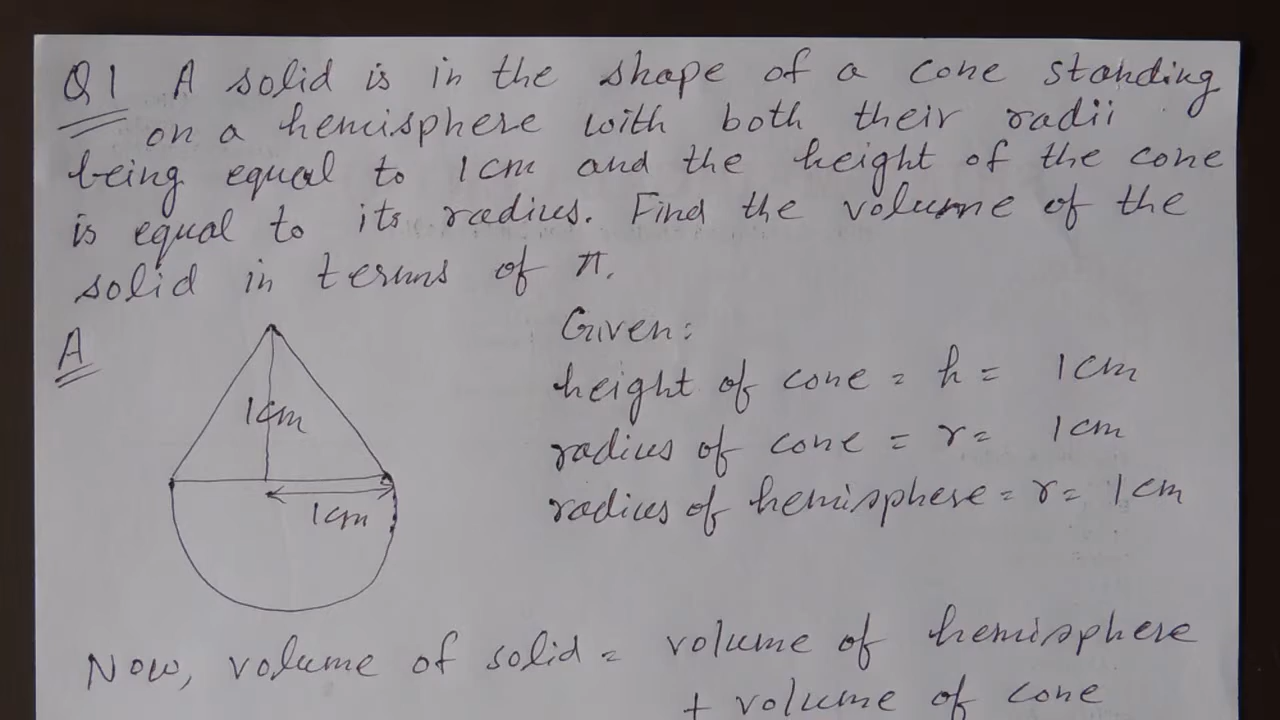 Q1 A solid is in the shape of a cone standing
on a hemisphere with both their radii
being equal to 1cm and the height of the cone
is equal to its radius. Find the volume of the
solid in terms of π.
A
Given:
height of cone = h = 1cm
radius of cone = r = 1cm
radius of hemisphere = r = 1cm
1cm
1cm
Now, volume of solid = volume of hemisphere
+ volume of cone